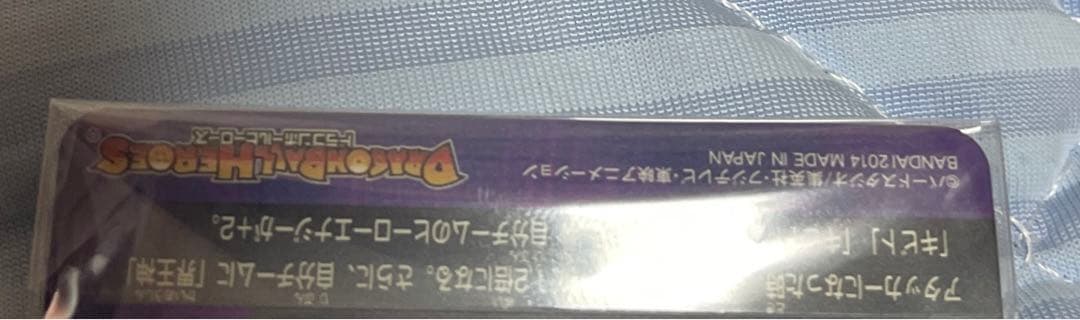 アタッカーになった時 2倍になる。さらに、自分チームに「界王神」
「キビト」 自分チームのヒーローエナジーが+2。
©バードスタジオ/集英社・フジテレビ・東映アニメーション
BANDAI 2014 MADE IN JAPAN
DRAGONBALL HEROES
[ドラゴンボールヒーローズ]